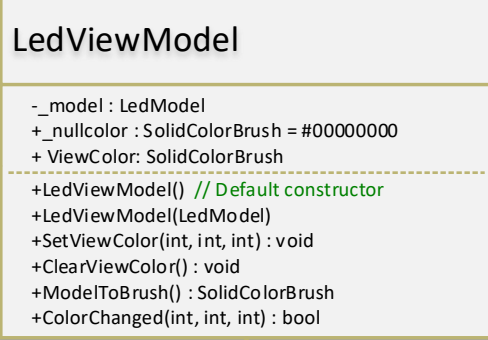 LedViewModel
-_model : LedModel
+_nullcolor : SolidColorBrush = #00000000
+ ViewColor: SolidColorBrush
+LedViewModel() // Default constructor
+LedViewModel(LedModel)
+SetViewColor(int, int, int) : void
+ClearViewColor() : void
+ModelToBrush() : SolidColorBrush
+ColorChanged(int, int, int) : bool